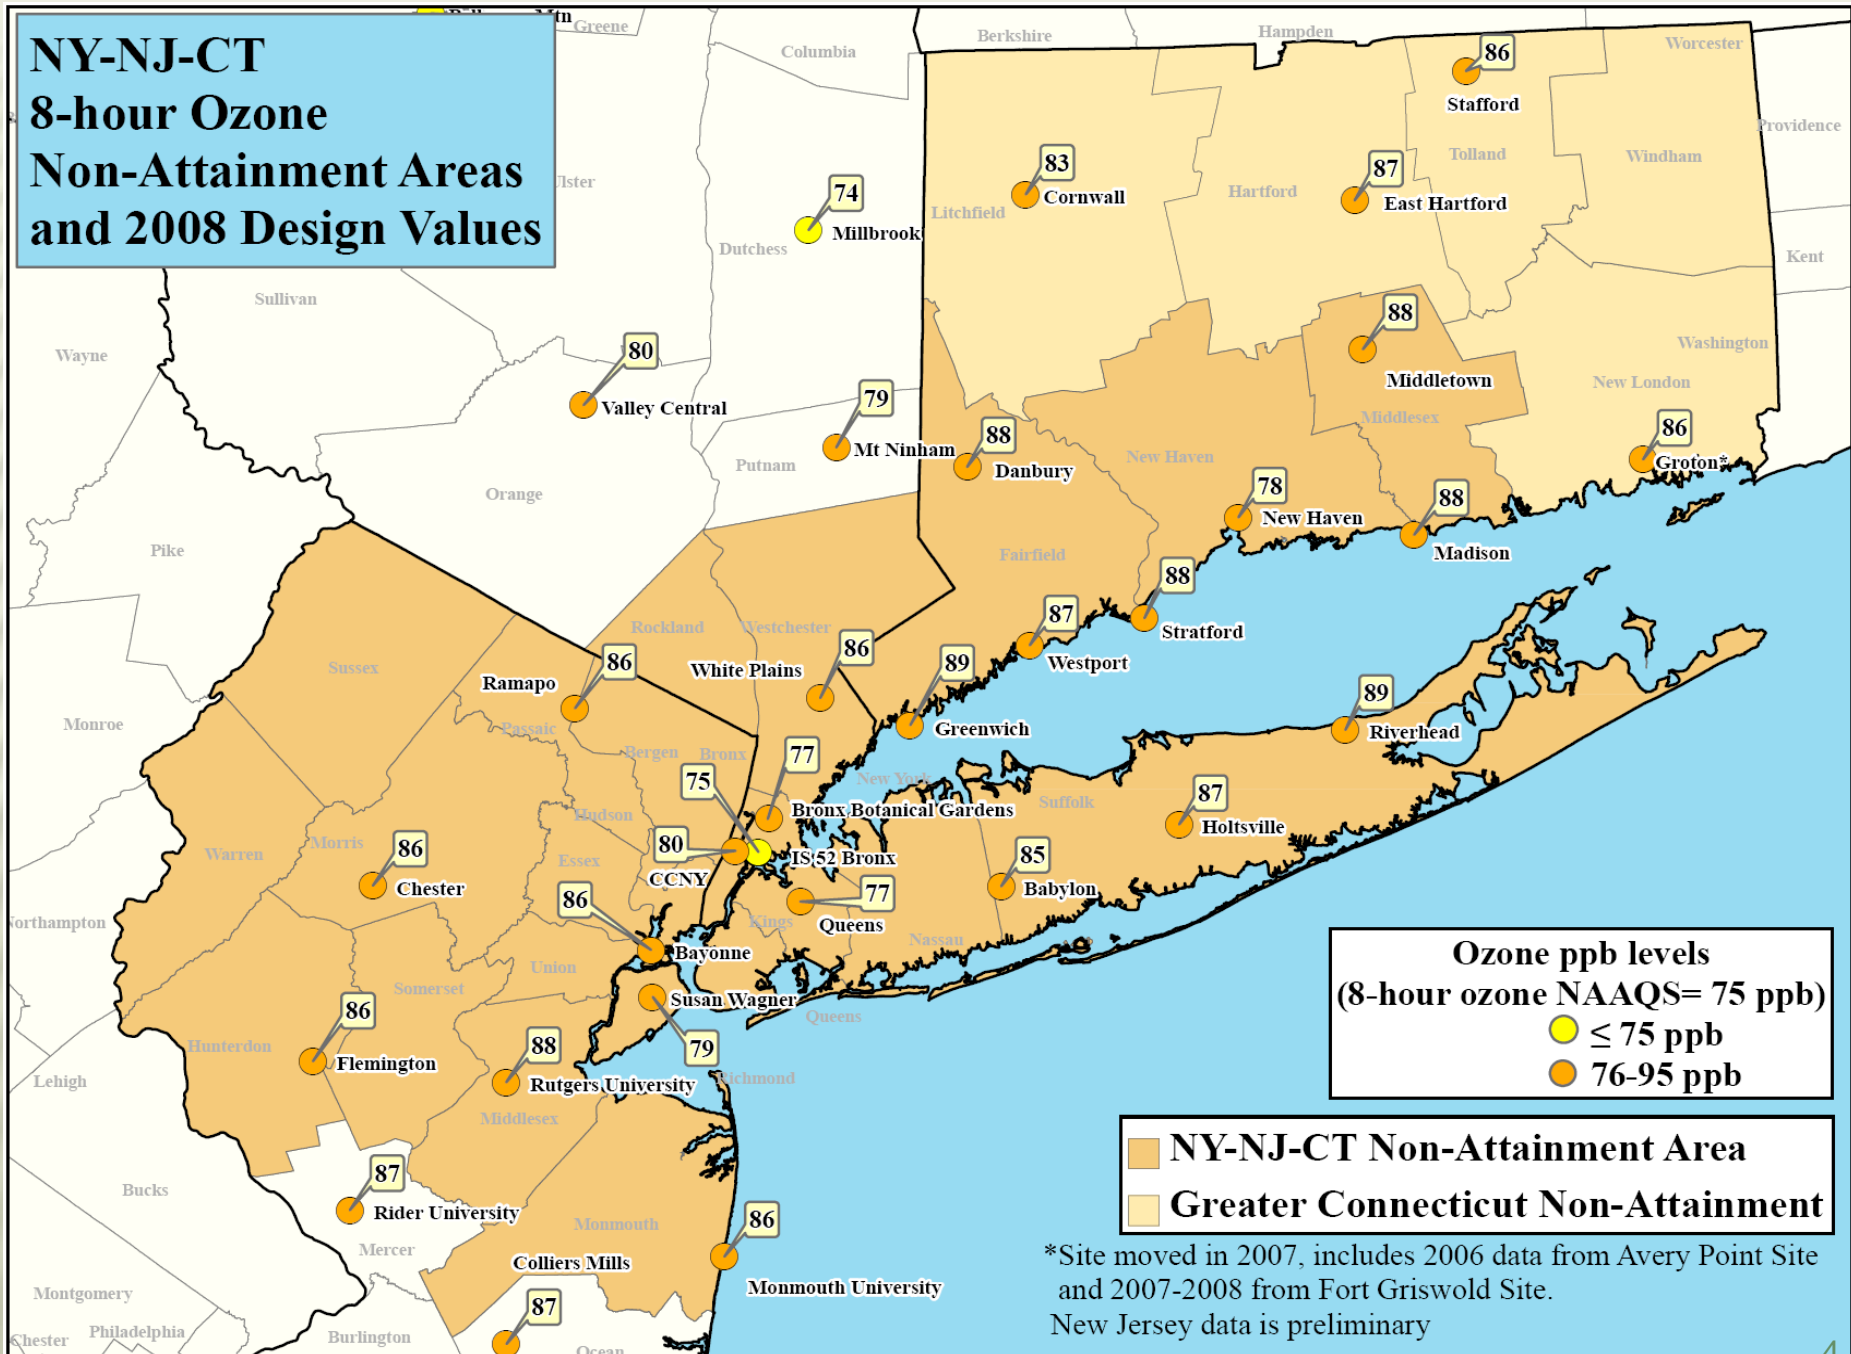 NY-NJ-CT
8-hour Ozone
Non-Attainment Areas
and 2008 Design Values
Mtn
Greene
Columbia
Berkshire
Hampden
Worcester
86
Stafford
Providence
Tolland
Windham
83
Cornwall
87
East Hartford
Hartford
Litchfield
74
Millbrook
Dutchess
Kent
Sullivan
88
Middletown
Washington
Wayne
80
Valley Central
79
Mt Ninham
New London
Middlesex
88
Danbury
New Haven
86
Groton*
Putnam
Orange
78
New Haven
88
Madison
Pike
Fairfield
88
Stratford
Rockland
Westchester
87
Westport
86
White Plains
89
Greenwich
Sussex
86
Ramapo
Passaic
89
Riverhead
Monroe
Bergen
Bronx
77
Bronx Botanical Gardens
75
IS 52 Bronx
New York
Suffolk
87
Holtsville
Hudson
Morris
Warren
86
Chester
Essex
80
CCNY
85
Babylon
77
Queens
Kings
Nassau
86
Bayonne
Northampton
Union
Somerset
Susan Wagner
79
Queens
86
Flemington
Hunterdon
88
Rutgers University
Richmond
Lehigh
Middlesex
Ozone ppb levels
(8-hour ozone NAAQS= 75 ppb)
≤ 75 ppb
76-95 ppb
NY-NJ-CT Non-Attainment Area
Greater Connecticut Non-Attainment
Bucks
87
Rider University
Mercer
Monmouth
86
Monmouth University
Colliers Mills
87
Montgomery
Philadelphia
Chester
Burlington
Ocean
*Site moved in 2007, includes 2006 data from Avery Point Site
and 2007-2008 from Fort Griswold Site.
New Jersey data is preliminary